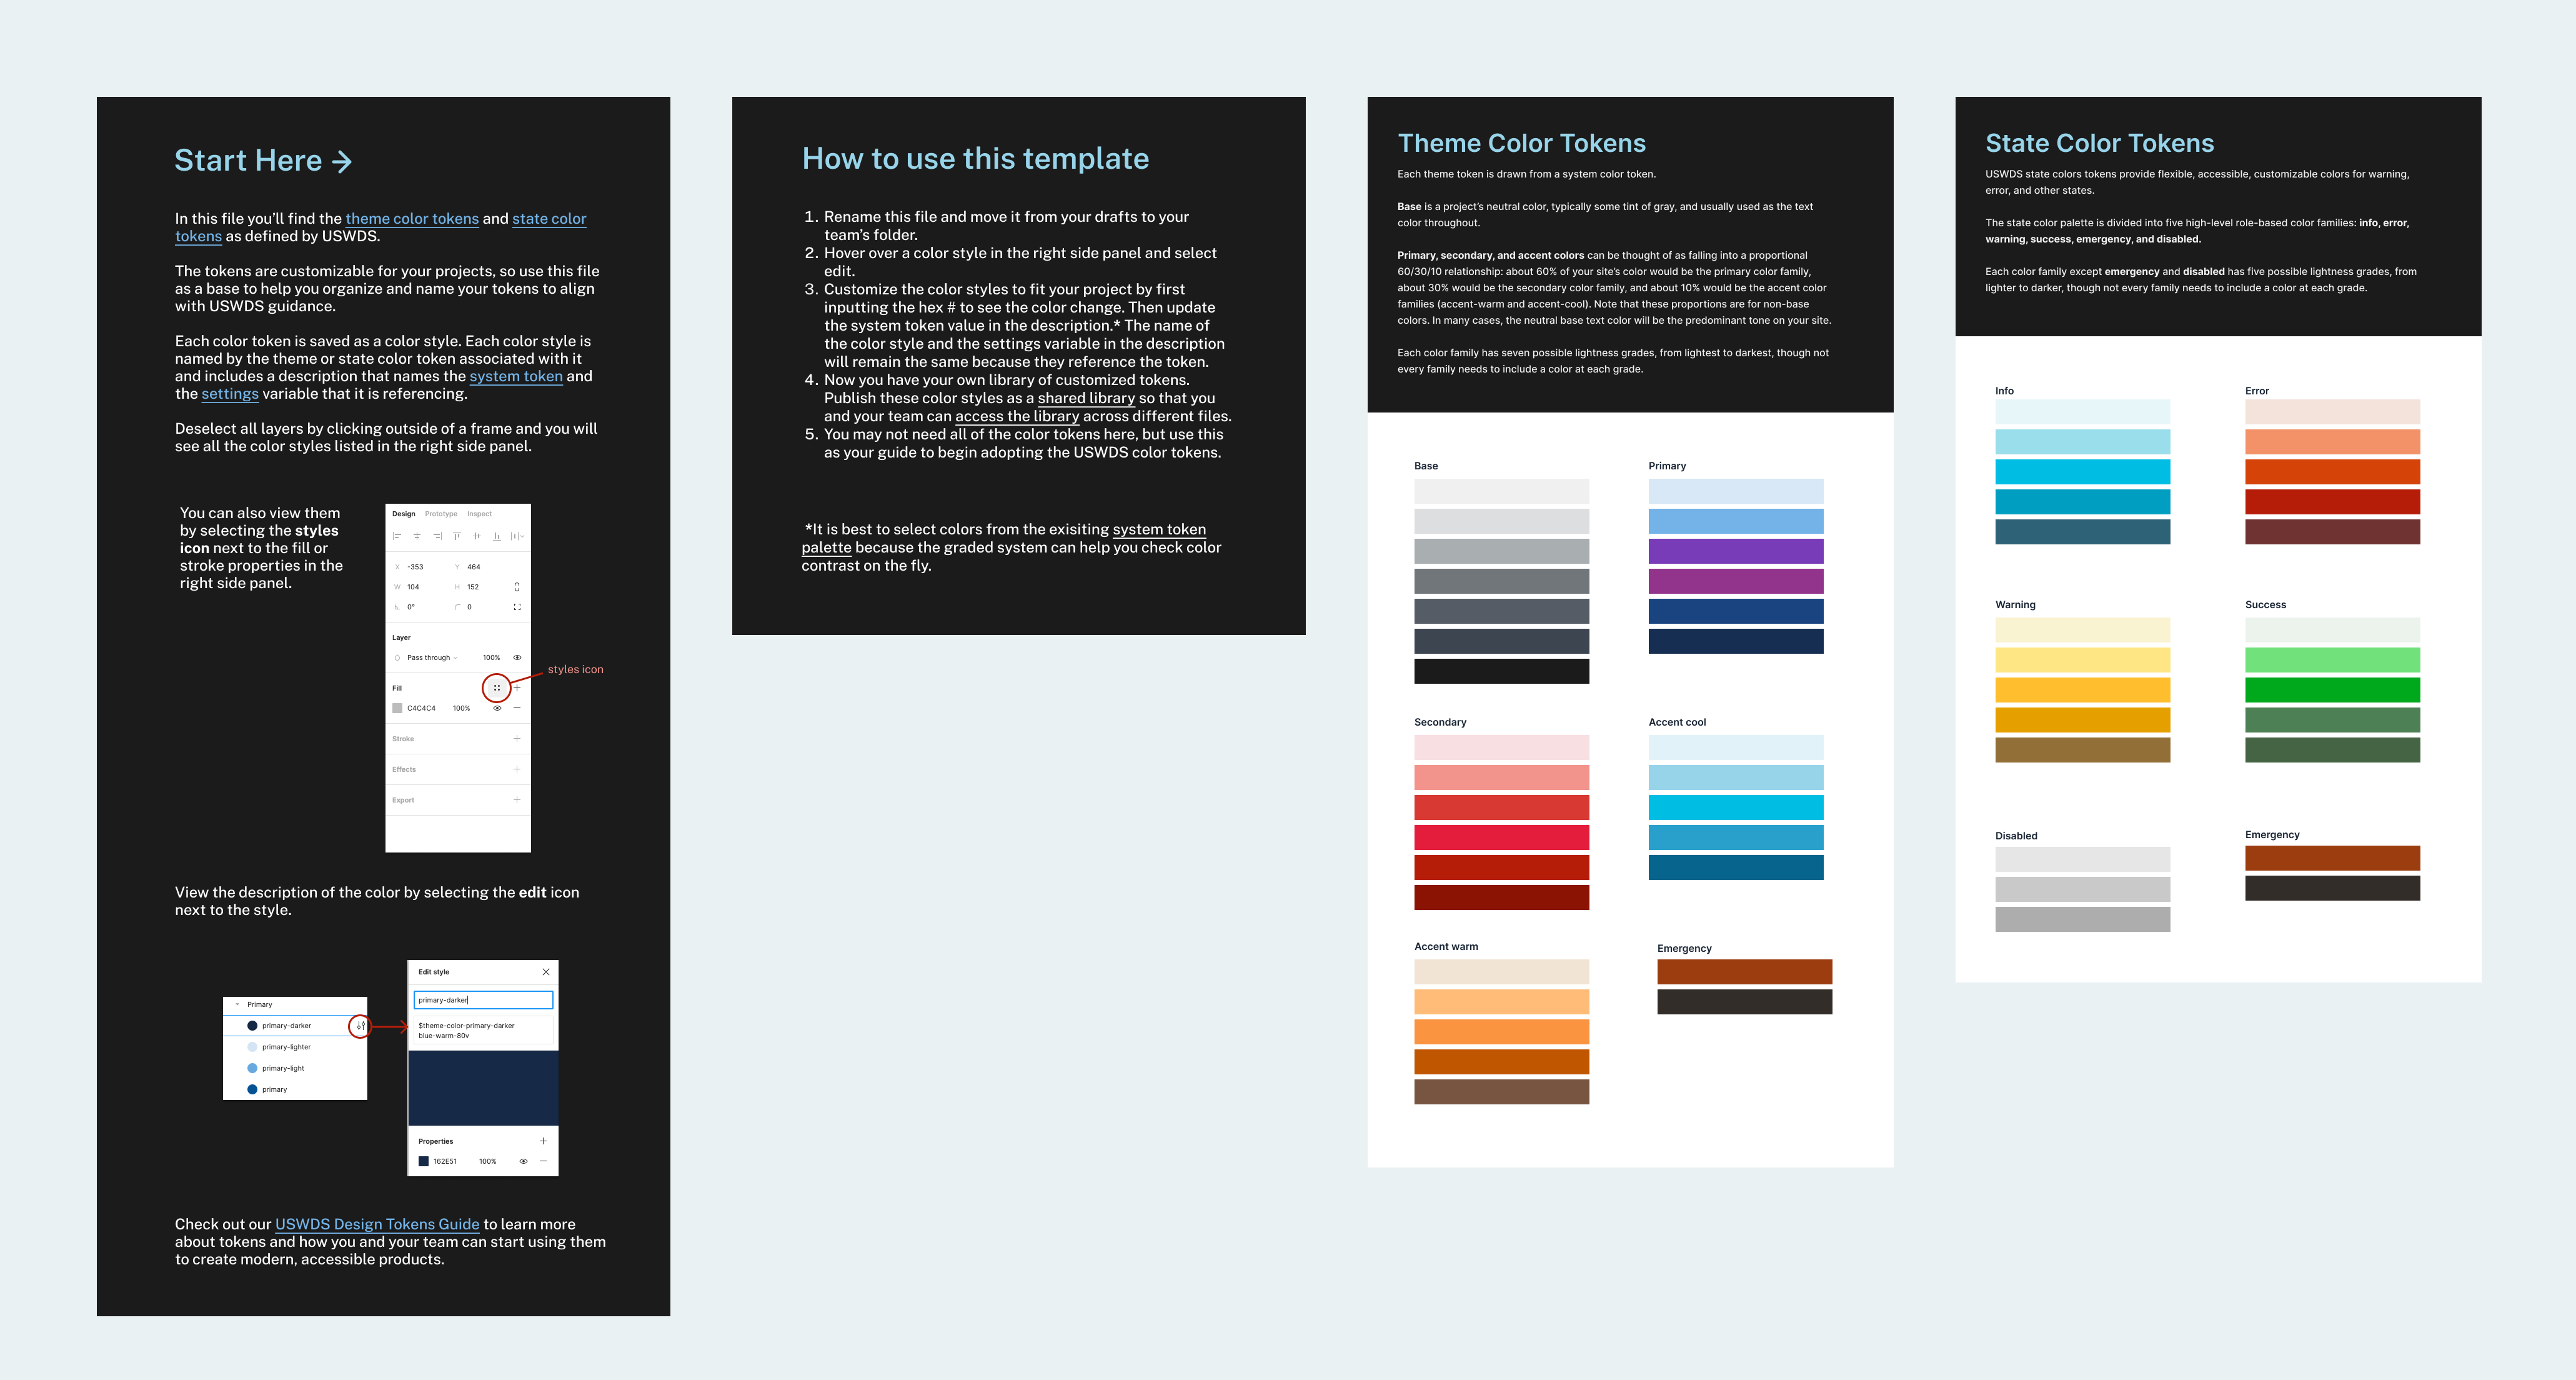 Start Here →
In this file you’ll find the theme color tokens and state color
tokens as defined by USWDS.
The tokens are customizable for your projects, so use this file
as a base to help you organize and name your tokens to align
with USWDS guidance.
Each color token is saved as a color style. Each color style is
named by the theme or state color token associated with it
and includes a description that names the system token and
the settings variable that it is referencing.
Deselect all layers by clicking outside of a frame and you will
see all the color styles listed in the right side panel.
You can also view them
by selecting the styles
icon next to the fill or
stroke properties in the
right side panel.
Design Prototype Inspect
X -353 Y 464
W 104 H 152
0° 0
Layer
Pass through 100%
styles icon
Fill
C4C4C4 100%
Stroke
Effects
Export
View the description of the color by selecting the edit icon
next to the style.
Primary
primary-darker
primary-lighter
primary-light
primary
Edit style
primary-darker
$theme-color-primary-darker
blue-warm-80v
Properties
162E51 100%
Check out our USWDS Design Tokens Guide to learn more
about tokens and how you and your team can start using them
to create modern, accessible products.
How to use this template
1. Rename this file and move it from your drafts to your
team’s folder.
2. Hover over a color style in the right side panel and select
edit.
3. Customize the color styles to fit your project by first
inputting the hex # to see the color change. Then update
the system token value in the description.* The name of
the color style and the settings variable in the description
will remain the same because they reference the token.
4. Now you have your own library of customized tokens.
Publish these color styles as a shared library so that you
and your team can access the library across different files.
5. You may not need all of the color tokens here, but use this
as your guide to begin adopting the USWDS color tokens.
*It is best to select colors from the exisiting system token
palette because the graded system can help you check color
contrast on the fly.
Theme Color Tokens
Each theme token is drawn from a system color token.
Base is a project’s neutral color, typically some tint of gray, and usually used as the text
color throughout.
Primary, secondary, and accent colors can be thought of as falling into a proportional
60/30/10 relationship: about 60% of your site’s color would be the primary color family,
about 30% would be the secondary color family, and about 10% would be the accent color
families (accent-warm and accent-cool). Note that these proportions are for non-base
colors. In many cases, the neutral base text color will be the predominant tone on your site.
Each color family has seven possible lightness grades, from lightest to darkest, though not
every family needs to include a color at each grade.
Base
Primary
Secondary
Accent cool
Accent warm
Emergency
State Color Tokens
USWDS state colors tokens provide flexible, accessible, customizable colors for warning,
error, and other states.
The state color palette is divided into five high-level role-based color families: info, error,
warning, success, emergency, and disabled.
Each color family except emergency and disabled has five possible lightness grades, from
lighter to darker, though not every family needs to include a color at each grade.
Info
Error
Warning
Success
Disabled
Emergency